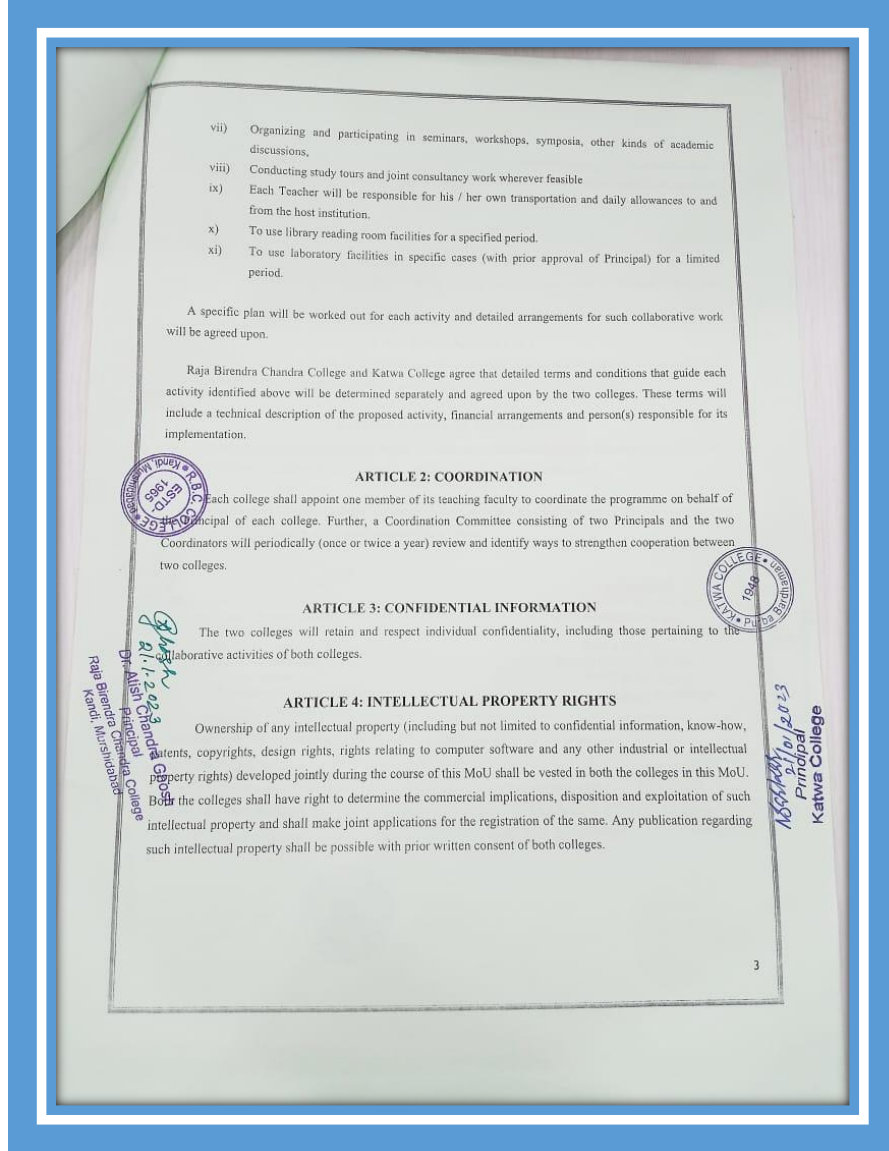 vii) Organizing and participating in seminars, workshops, symposia, other kinds of academic
discussions,
viii) Conducting study tours and joint consultancy work wherever feasible
ix) Each Teacher will be responsible for his / her own transportation and daily allowances to and
from the host institution.
x) To use library reading room facilities for a specified period.
xi) To use laboratory facilities in specific cases (with prior approval of Principal) for a limited
period.
A specific plan will be worked out for each activity and detailed arrangements for such collaborative work
will be agreed upon.
Raja Birendra Chandra College and Katwa College agree that detailed terms and conditions that guide each
activity identified above will be determined separately and agreed upon by the two colleges. These terms will
include a technical description of the proposed activity, financial arrangements and person(s) responsible for its
implementation.
ARTICLE 2: COORDINATION
Each college shall appoint one member of its teaching faculty to coordinate the programme on behalf of
the Principal of each college. Further, a Coordination Committee consisting of two Principals and the two
Coordinators will periodically (once or twice a year) review and identify ways to strengthen cooperation between
two colleges.
ARTICLE 3: CONFIDENTIAL INFORMATION
The two colleges will retain and respect individual confidentiality, including those pertaining to the
collaborative activities of both colleges.
ARTICLE 4: INTELLECTUAL PROPERTY RIGHTS
Ownership of any intellectual property (including but not limited to confidential information, know-how,
patents, copyrights, design rights, rights relating to computer software and any other industrial or intellectual
property rights) developed jointly during the course of this MoU shall be vested in both the colleges in this MoU.
Both the colleges shall have right to determine the commercial implications, disposition and exploitation of such
intellectual property and shall make joint applications for the registration of the same. Any publication regarding
such intellectual property shall be possible with prior written consent of both colleges.
3
R.B.C. COLLEGE * Kandi, Murshidabad *
ESTD-
1965
Ghosh
21.1.2023
Dr. Atish Chandra Ghosh
Principal
Raja Birendra Chandra College
Kandi, Murshidabad
KATWA COLLEGE * Purba Bardhaman *
1948
21/01/2023
Principal
Katwa College